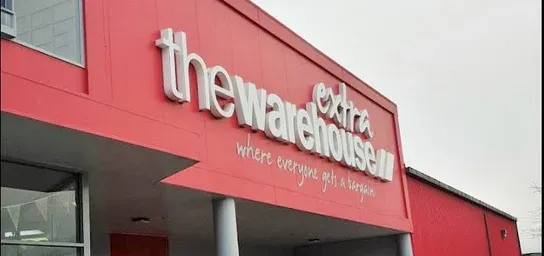 extra
thewarehouse
where everyone gets a bargain